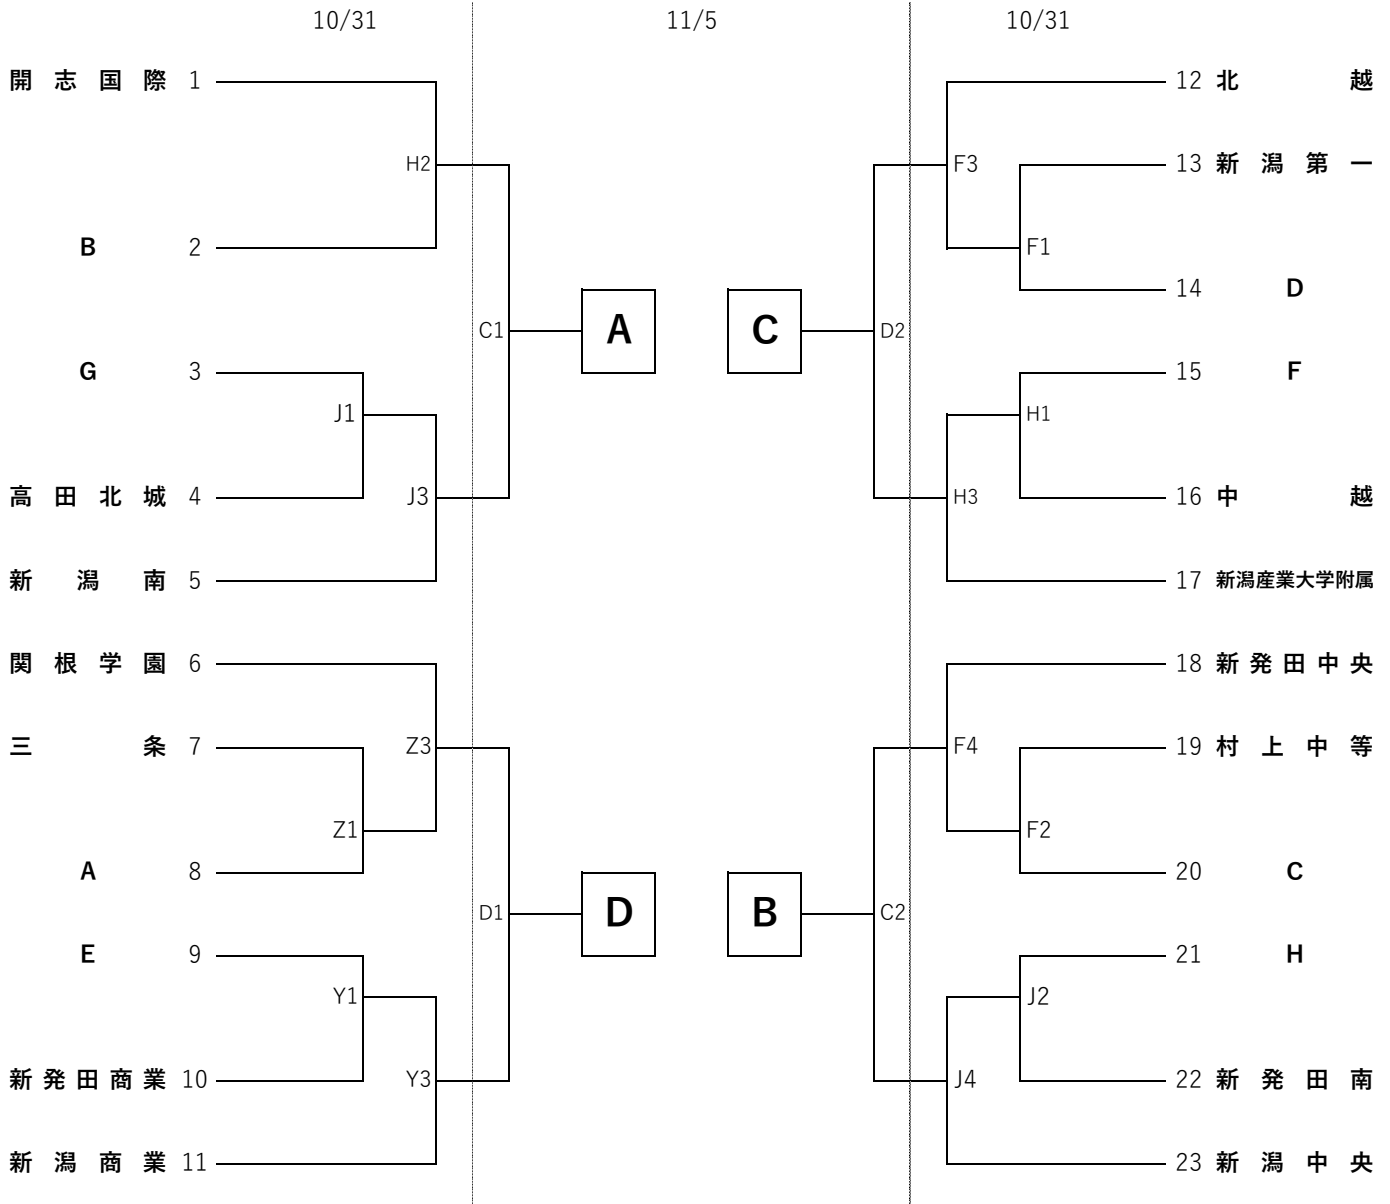 10/31 11/5 10/31
開志国際 1 12 北越
H2 F3 13 新潟第一
B 2 F1
14 D
C1 A C D2
G 3 15 F
J1 H1
高田北城 4 J3 H3 16 中越
新潟南 5 17 新潟産業大学附属
関根学園 6 18 新発田中央
三条 7 Z3 F4 19 村上中等
Z1 F2
A 8 20 C
D1 D B C2
E 9 21 H
Y1 J2
新発田商業 10 Y3 J4 22 新発田南
新潟商業 11 23 新潟中央